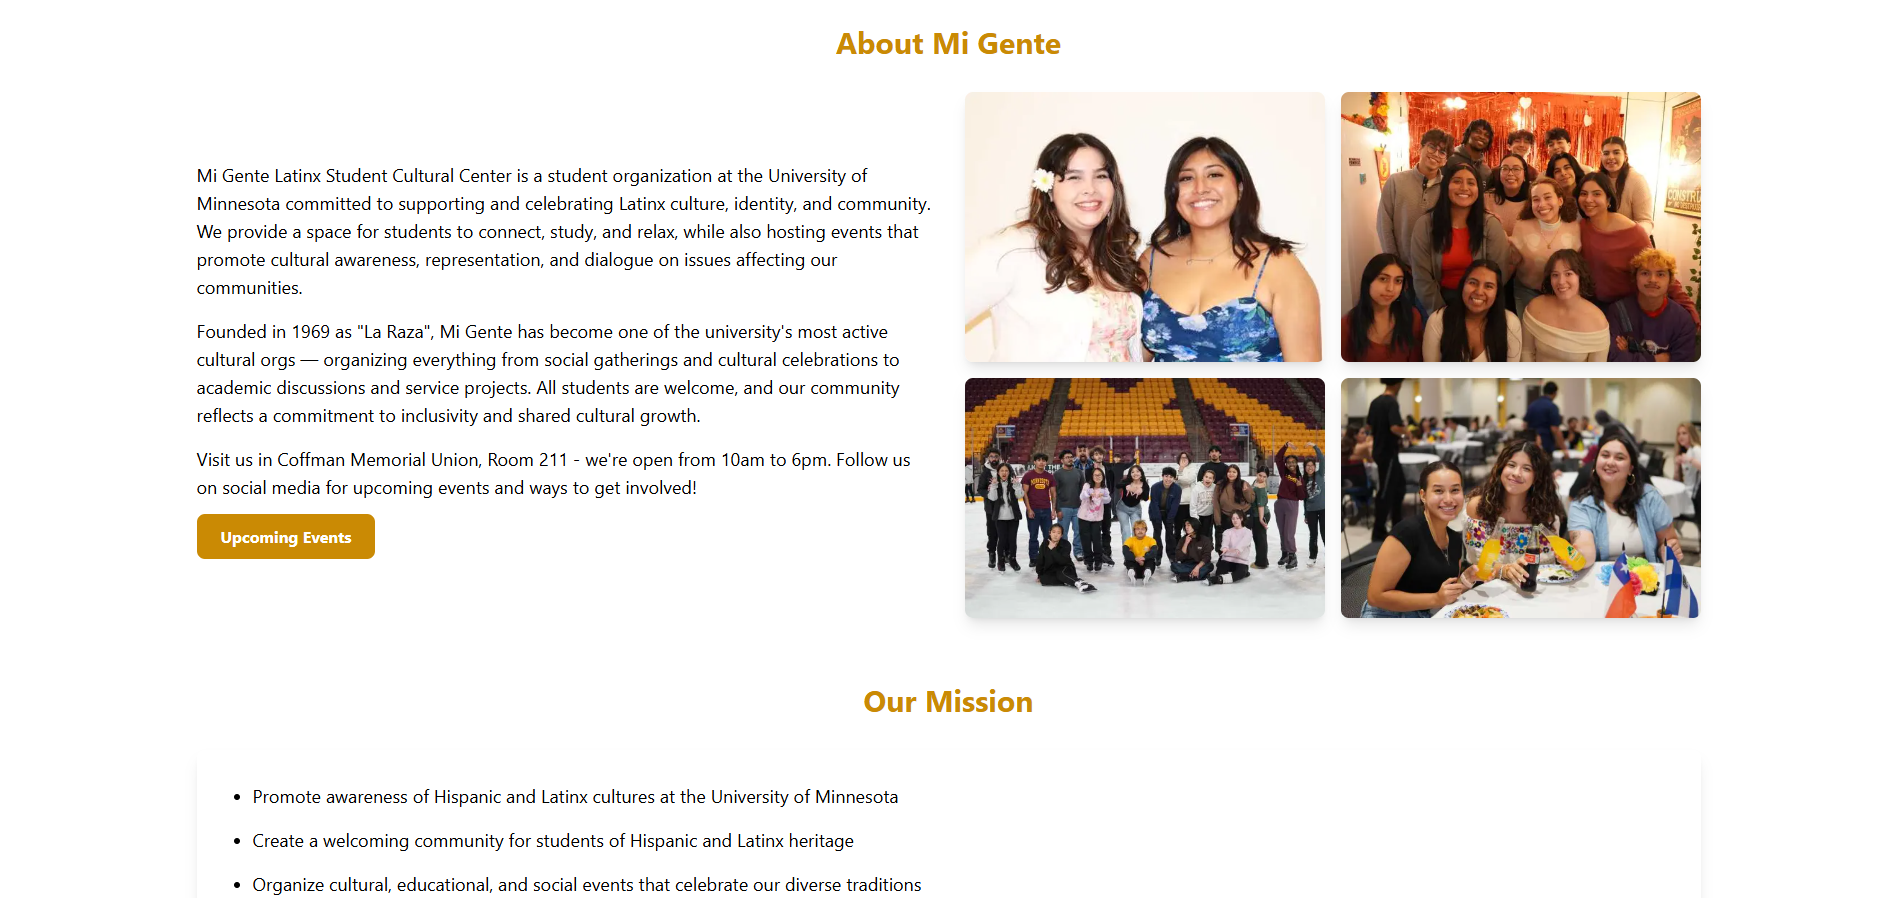 About Mi Gente
Mi Gente Latinx Student Cultural Center is a student organization at the University of
Minnesota committed to supporting and celebrating Latinx culture, identity, and community.
We provide a space for students to connect, study, and relax, while also hosting events that
promote cultural awareness, representation, and dialogue on issues affecting our
communities.
Founded in 1969 as "La Raza", Mi Gente has become one of the university's most active
cultural orgs — organizing everything from social gatherings and cultural celebrations to
academic discussions and service projects. All students are welcome, and our community
reflects a commitment to inclusivity and shared cultural growth.
Visit us in Coffman Memorial Union, Room 211 - we're open from 10am to 6pm. Follow us
on social media for upcoming events and ways to get involved!
Upcoming Events
Our Mission
• Promote awareness of Hispanic and Latinx cultures at the University of Minnesota
• Create a welcoming community for students of Hispanic and Latinx heritage
• Organize cultural, educational, and social events that celebrate our diverse traditions